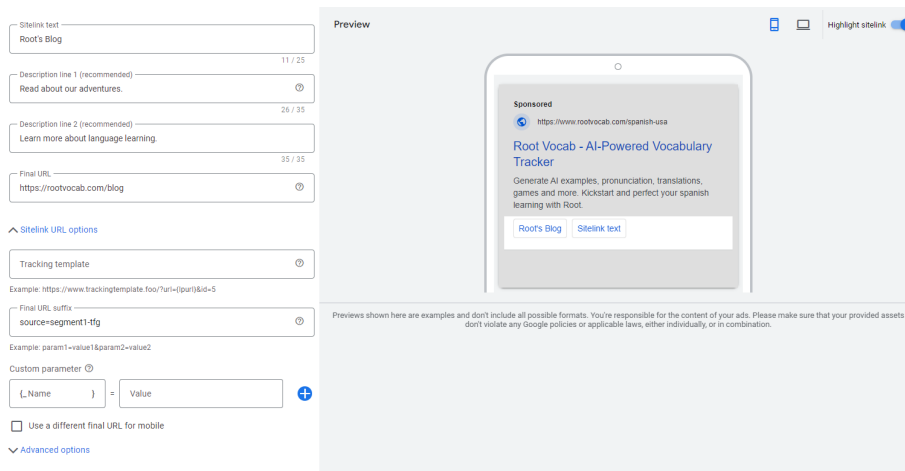 Sitelink text
Root's Blog
11 / 25
Description line 1 (recommended)
Read about our adventures.
26 / 35
Description line 2 (recommended)
Learn more about language learning.
35 / 35
Final URL
https://rootvocab.com/blog
Sitelink URL options
Tracking template
Example: https://www.trackingtemplate.foo/?url={lpurl}&id=5
Final URL suffix
source=segment1-tfg
Example: param1=value1&param2=value2
Custom parameter
{_ Name } = Value
Use a different final URL for mobile
Advanced options
Preview
Highlight sitelink
Sponsored
https://www.rootvocab.com/spanish-usa
Root Vocab - AI-Powered Vocabulary
Tracker
Generate AI examples, pronunciation, translations,
games and more. Kickstart and perfect your spanish
learning with Root.
Root's Blog
Sitelink text
Previews shown here are examples and don't include all possible formats. You're responsible for the content of your ads. Please make sure that your provided assets
don't violate any Google policies or applicable laws, either individually, or in combination.